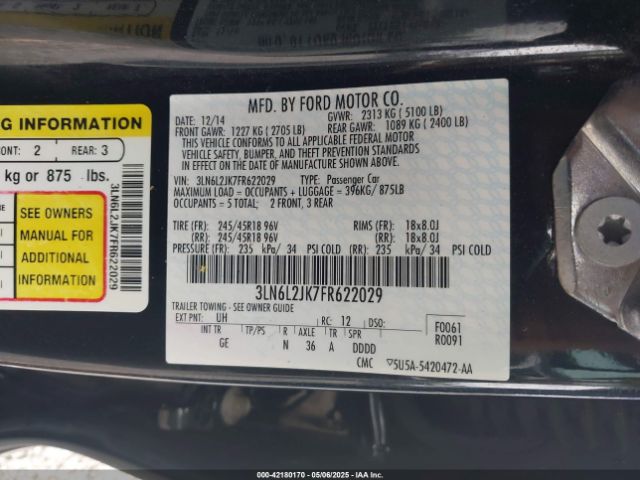 G INFORMATION
ONT: 2 REAR: 3
kg or 875 lbs.
SEE OWNERS
MANUAL FOR
ADDITIONAL
INFORMATION
3LN6L2JK7FR622029
MFD. BY FORD MOTOR CO.
DATE: 12/14 GVWR: 2313 KG ( 5100 LB)
FRONT GAWR: 1227 KG ( 2705 LB) REAR GAWR: 1089 KG ( 2400 LB)
THIS VEHICLE CONFORMS TO ALL APPLICABLE FEDERAL MOTOR
VEHICLE SAFETY, BUMPER, AND THEFT PREVENTION STANDARDS
IN EFFECT ON THE DATE OF MANUFACTURE SHOWN ABOVE.
VIN: 3LN6L2JK7FR622029 TYPE: Passenger Car
MAXIMUM LOAD = OCCUPANTS + LUGGAGE = 396KG/ 875LB
OCCUPANTS = 5 TOTAL; 2 FRONT, 3 REAR
TIRE (FR): 245/45R18 96V RIMS (FR): 18x8.0J
(RR): 245/45R18 96V (RR): 18x8.0J
PRESSURE (FR): 235 kPa/ 34 PSI COLD (RR): 235 kPa/ 34 PSI COLD
3LN6L2JK7FR622029
TRAILER TOWING - SEE OWNER GUIDE
EXT PNT: UH RC: 12 DSO: F0061
INT TR TP/PS R AXLE TR SPR R0091
GE N 36 A DDDD
CMC ▽5U5A-5420472-AA
000-42180170 - 05/06/2025 - COPYRIGHT IAA, LLC.